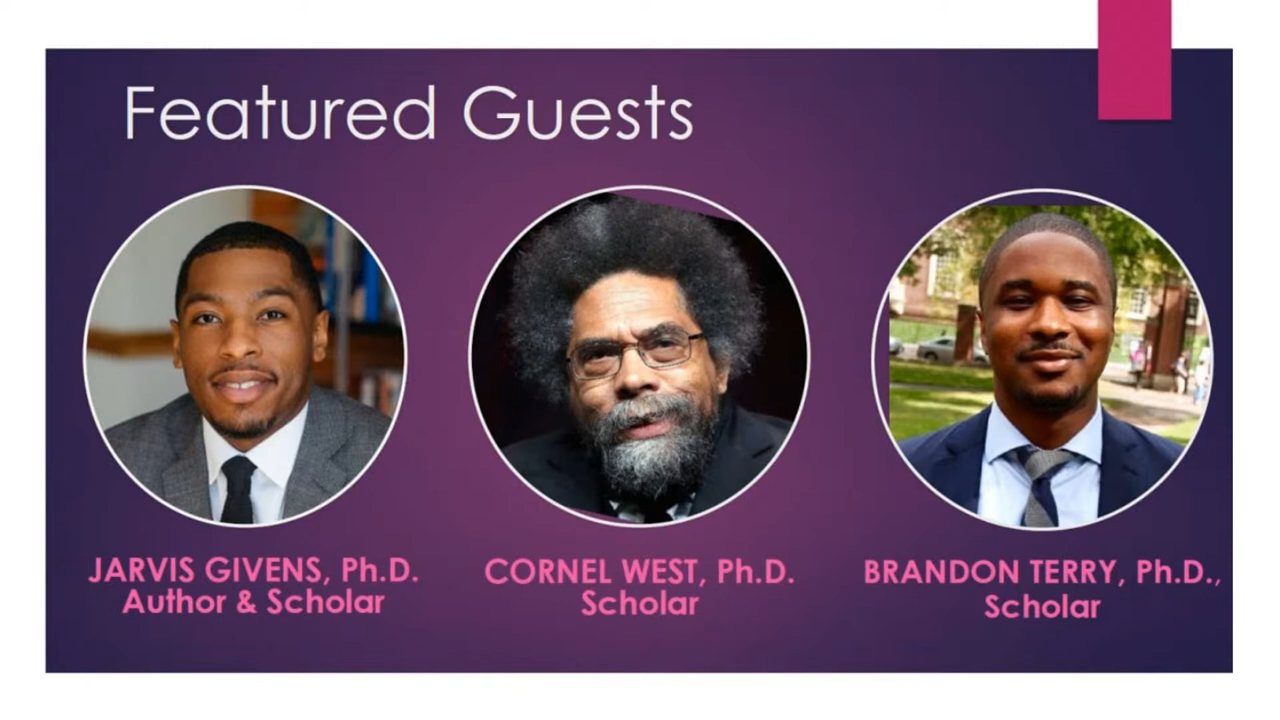 Featured Guests
JARVIS GIVENS, Ph.D.
Author & Scholar
CORNEL WEST, Ph.D.
Scholar
BRANDON TERRY, Ph.D.,
Scholar